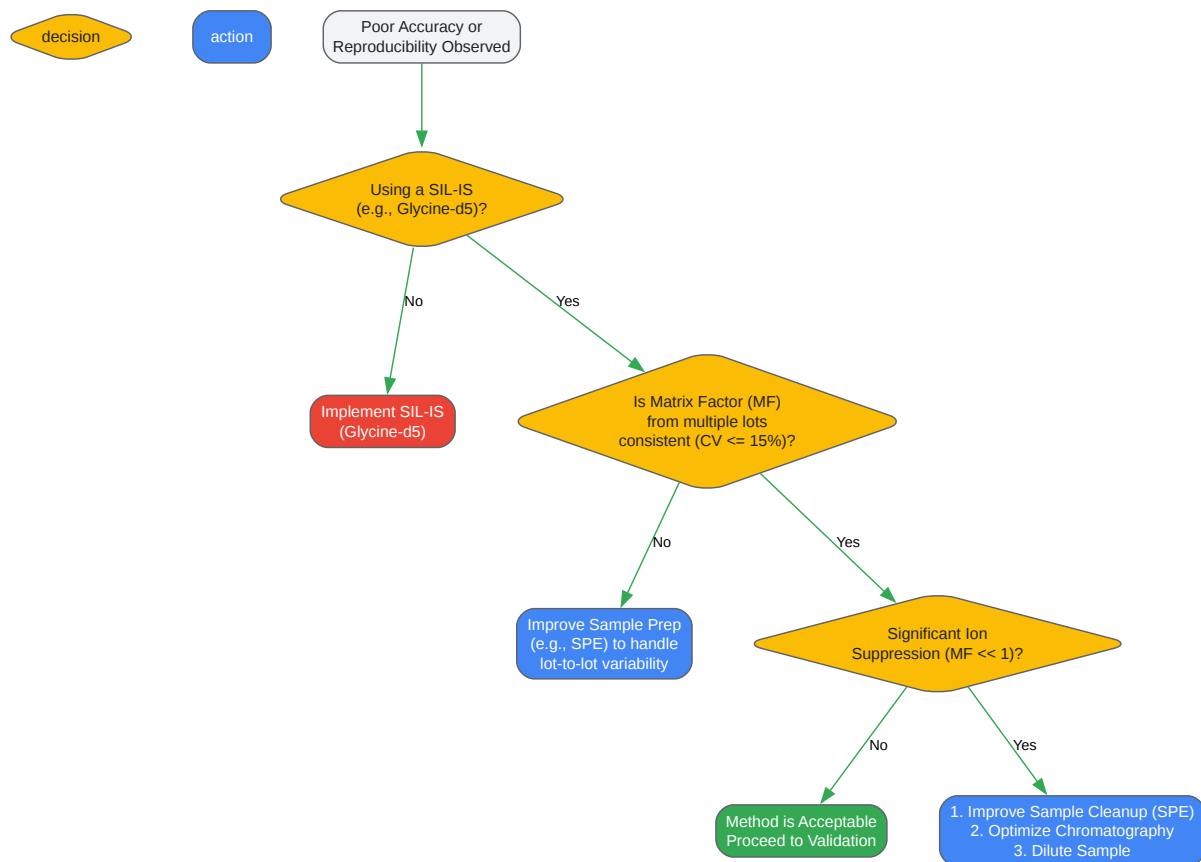 decision
action
Poor Accuracy or
Reproducibility Observed
Using a SIL-IS
(e.g., Glycine-d5)?
No
Yes
Implement SIL-IS
(Glycine-d5)
Is Matrix Factor (MF)
from multiple lots
consistent (CV <= 15%)?
No
Yes
Improve Sample Prep
(e.g., SPE) to handle
lot-to-lot variability
Significant Ion
Suppression (MF << 1)?
No
Yes
Method is Acceptable
Proceed to Validation
1. Improve Sample Cleanup (SPE)
2. Optimize Chromatography
3. Dilute Sample